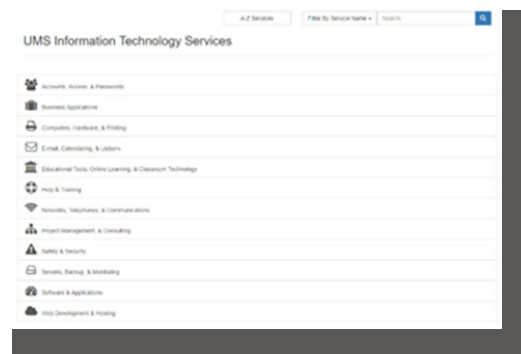 A-Z Services
Filter By Service Name
Search
UMS Information Technology Services
Accounts, Access, & Passwords
Business Applications
Computers, Hardware, & Printing
E-mail, Calendaring, & Listserv
Educational Tools, Online Learning, & Classroom Technology
Help & Training
Networks, Telephones, & Communications
Project Management, & Consulting
Safety & Security
Servers, Backup, & Monitoring
Software & Applications
Web Development & Hosting